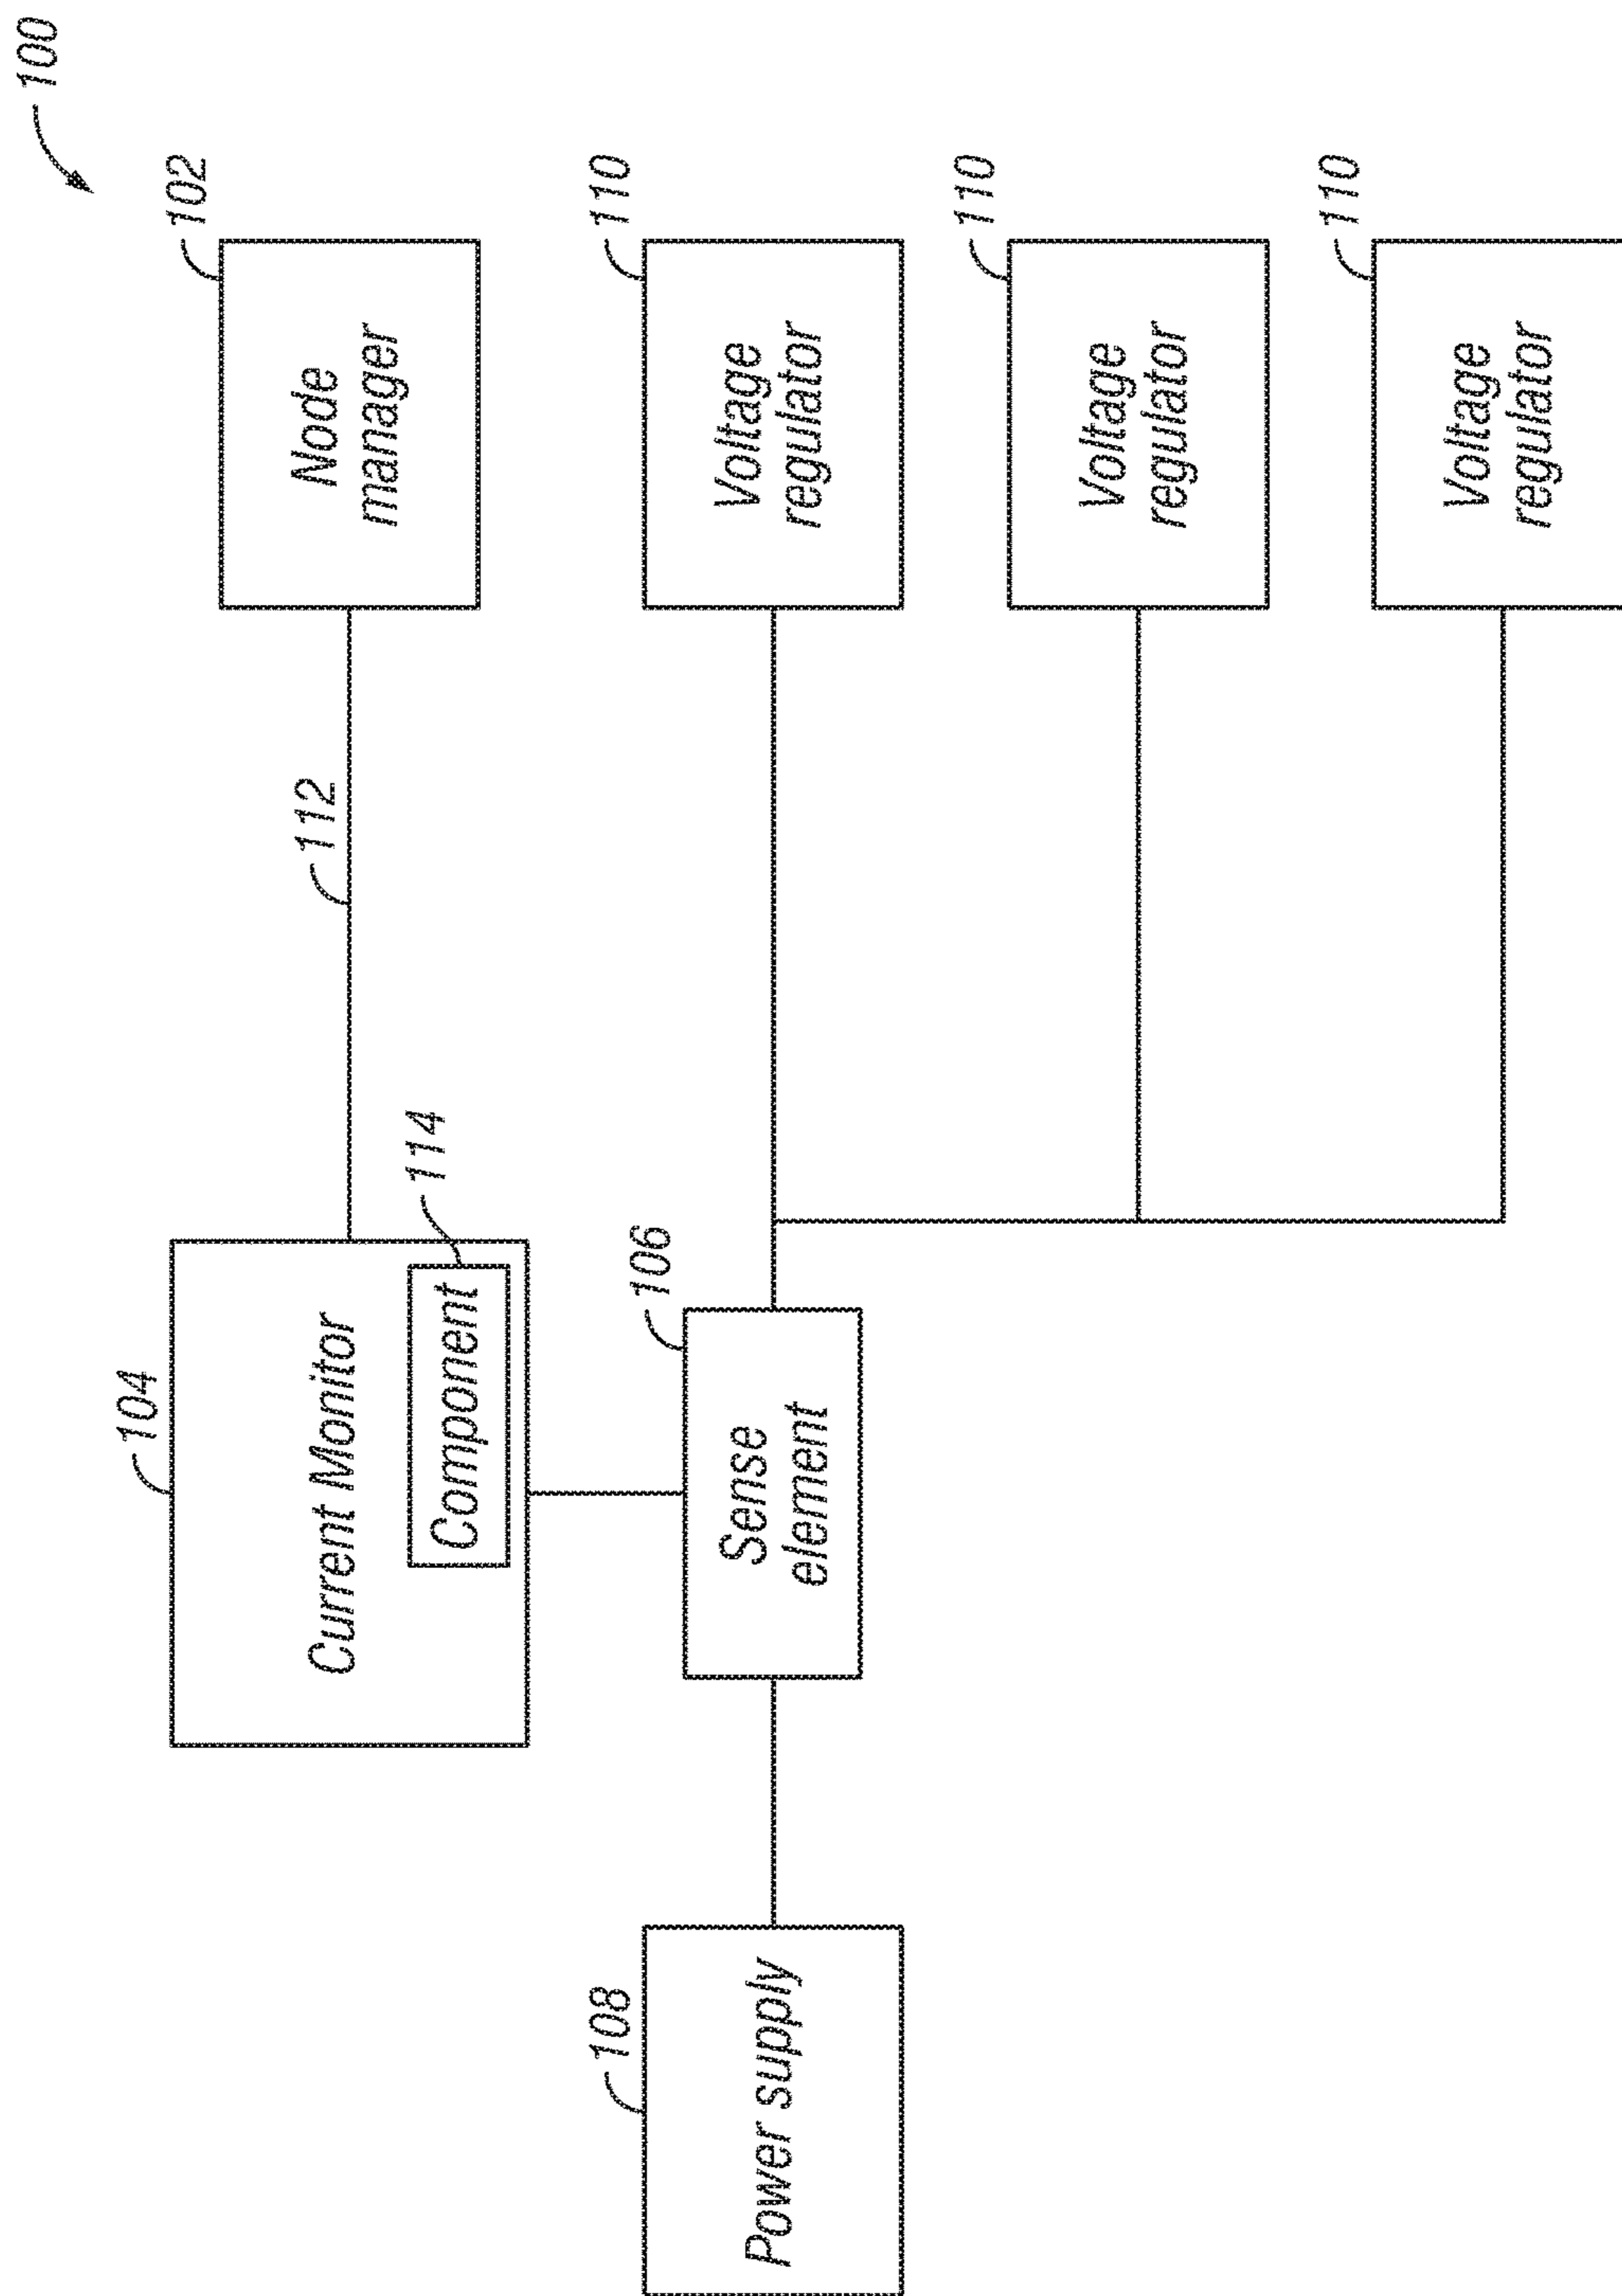 100
102
Node
manager
112
104
Current Monitor
114
Component
106
Sense
element
108
Power supply
110
Voltage
regulator
110
Voltage
regulator
110
Voltage
regulator